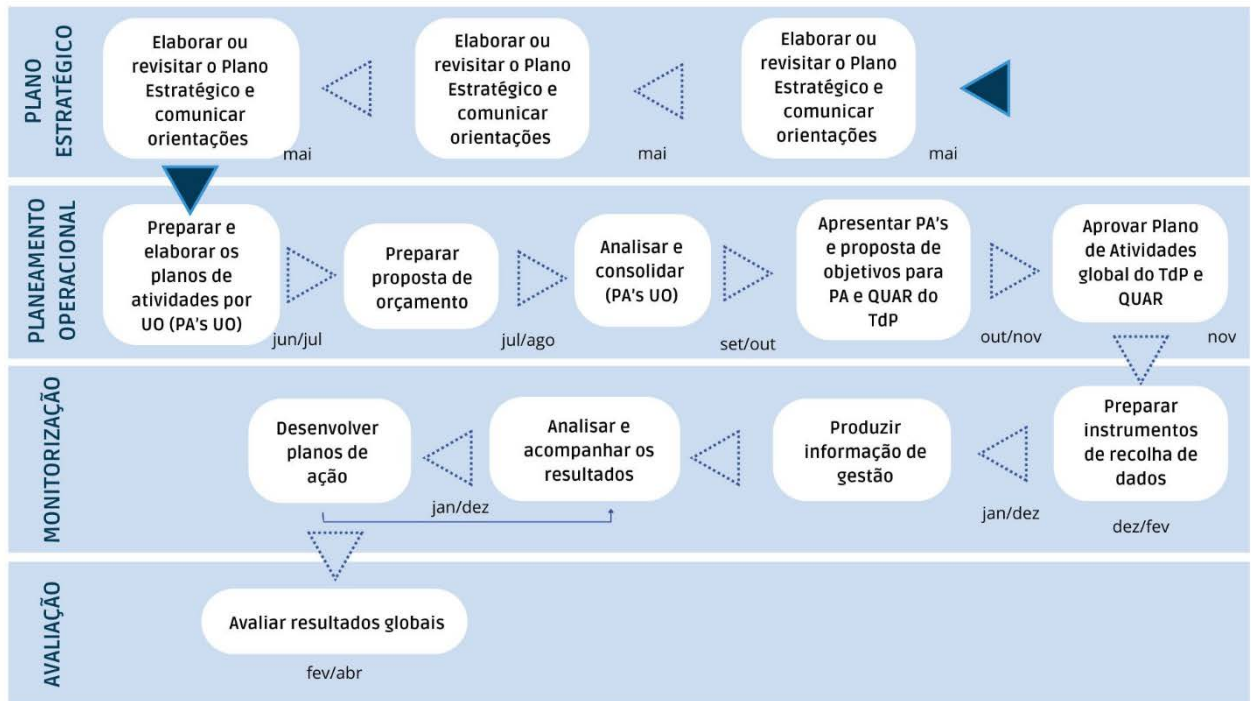 PLANO
ESTRATÉGICO
Elaborar ou
revisitar o Plano
Estratégico e
comunicar
orientações
mai
Elaborar ou
revisitar o Plano
Estratégico e
comunicar
orientações
mai
Elaborar ou
revisitar o Plano
Estratégico e
comunicar
orientações
mai
PLANEAMENTO
OPERACIONAL
Preparar e
elaborar os
planos de
atividades por
UO (PA's UO)
jun/jul
Preparar
proposta de
orçamento
jul/ago
Analisar e
consolidar
(PA's UO)
set/out
Apresentar PA's
e proposta de
objetivos para
PA e QUAR do
TdP
out/nov
Aprovar Plano
de Atividades
global do TdP e
QUAR
nov
MONITORIZAÇÃO
Desenvolver
planos de
ação
jan/dez
Analisar e
acompanhar os
resultados
Produzir
informação de
gestão
jan/dez
Preparar
instrumentos
de recolha de
dados
dez/fev
AVALIAÇÃO
Avaliar resultados globais
fev/abr